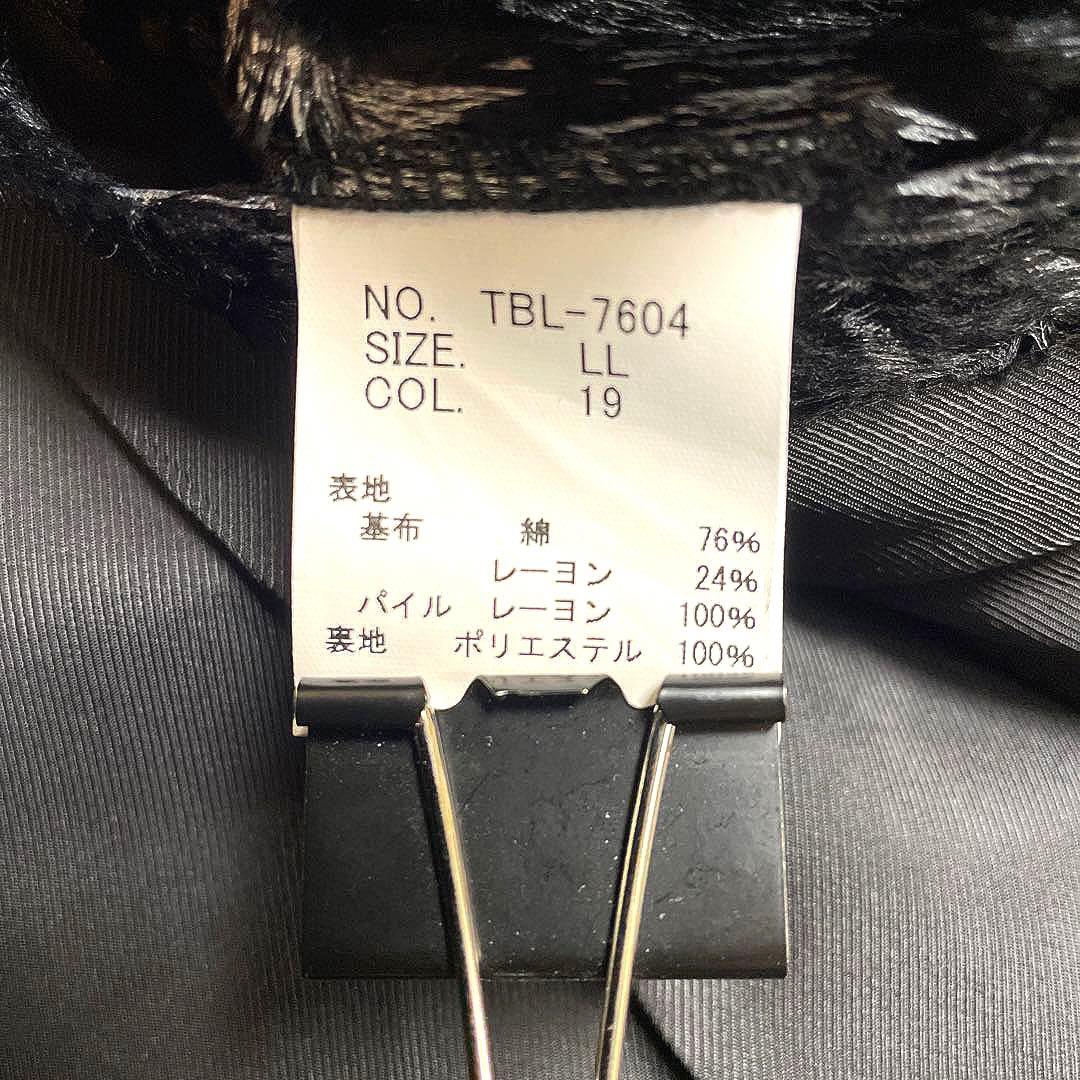 NO. TBL-7604
SIZE. LL
COL. 19
表地
基布 綿 76%
レーヨン 24%
パイル レーヨン 100%
裏地 ポリエステル 100%